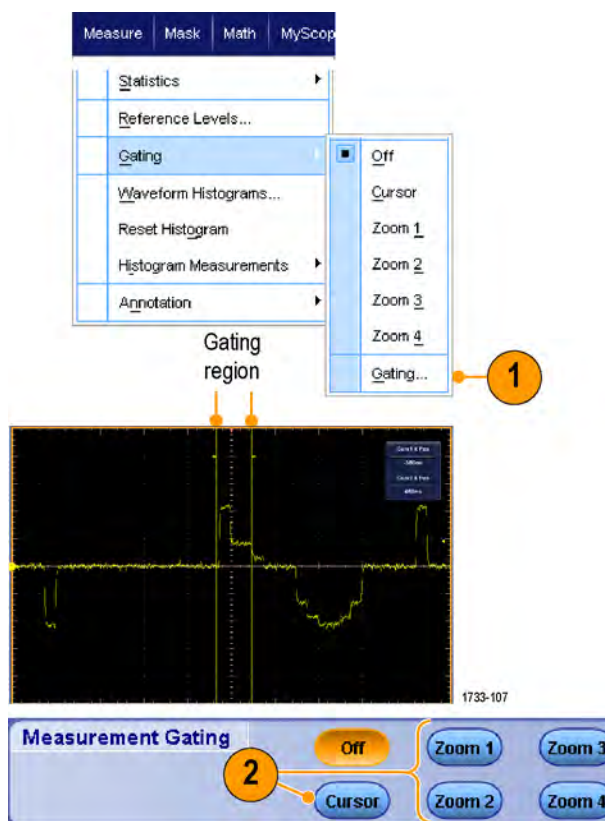 Measure Mask Math MyScop
Statistics
Reference Levels...
Gating
Waveform Histograms...
Reset Histogram
Histogram Measurements
Annotation
Off
Cursor
Zoom 1
Zoom 2
Zoom 3
Zoom 4
Gating...
1
Gating
region
1733-107
Measurement Gating
2
Off
Zoom 1
Zoom 3
Cursor
Zoom 2
Zoom 4